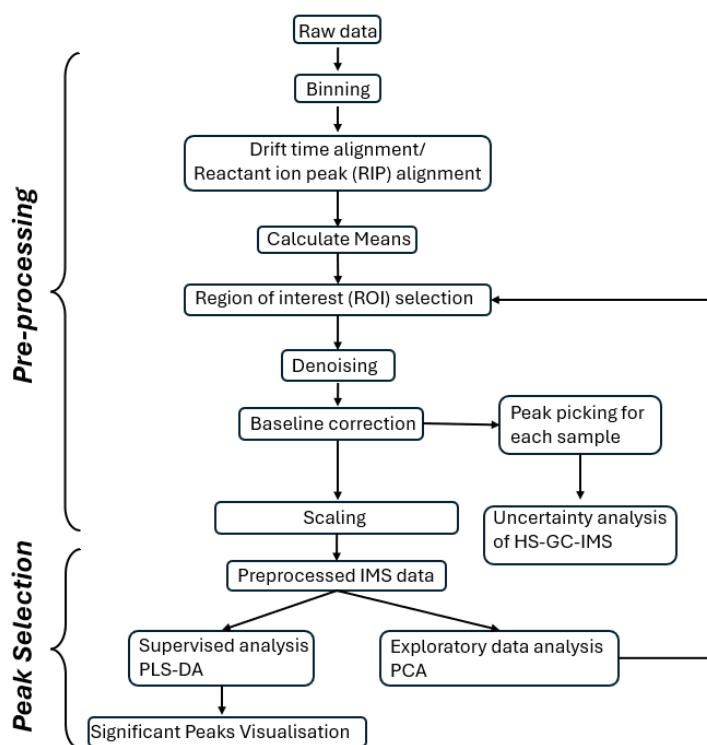 Raw data
Binning
Drift time alignment/
Reactant ion peak (RIP) alignment
Calculate Means
Region of interest (ROI) selection
Denoising
Baseline correction
Peak picking for
each sample
Scaling
Uncertainty analysis
of HS-GC-IMS
Preprocessed IMS data
Supervised analysis
PLS-DA
Exploratory data analysis
PCA
Significant Peaks Visualisation
Pre-processing
Peak Selection